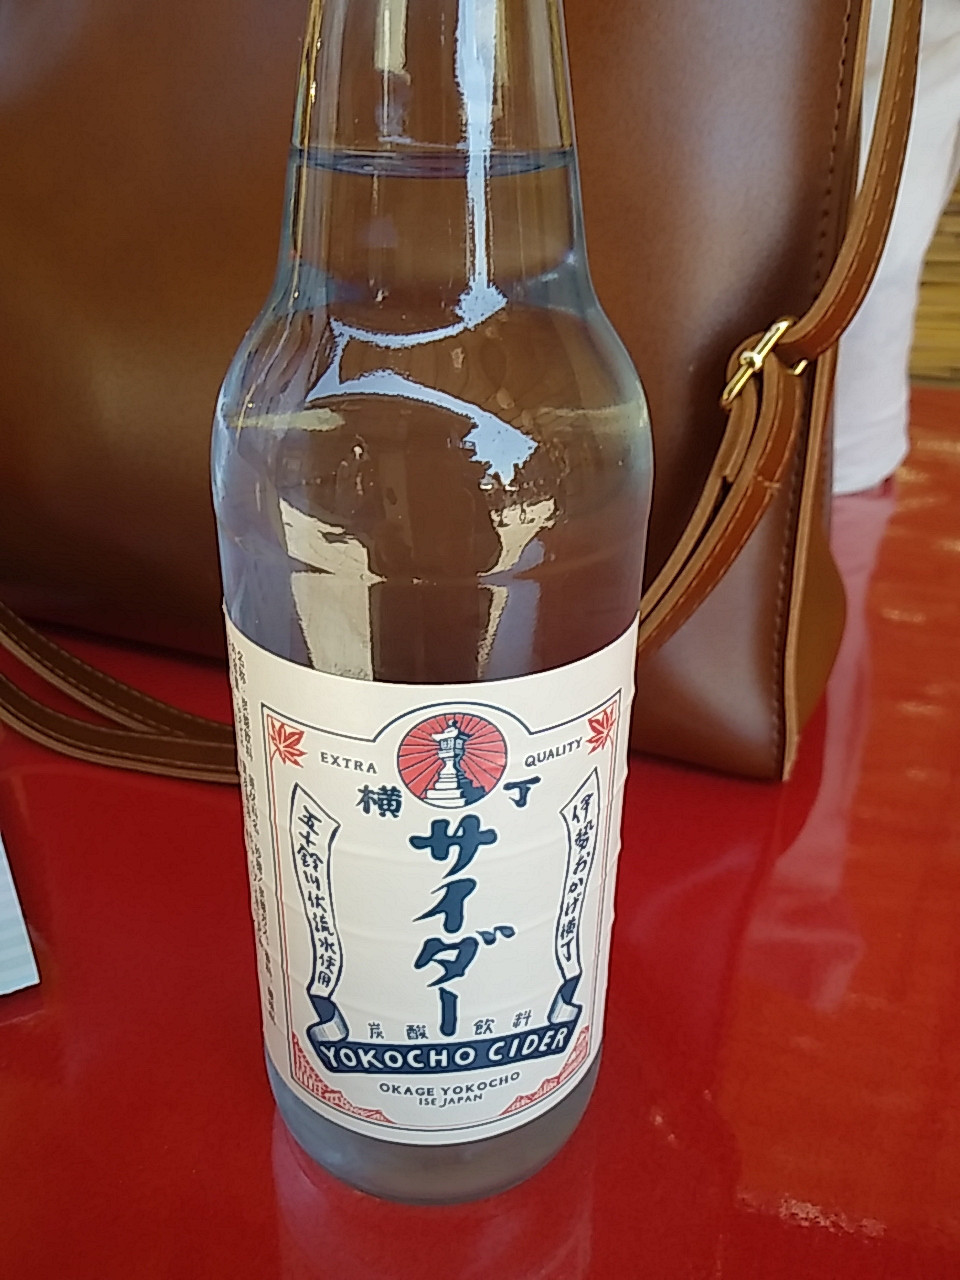 EXTRA QUALITY
横丁
サイダー
伊勢おかげ横丁
五十鈴川伏流水使用
炭酸飲料
YOKOCHO CIDER
OKAGE YOKOCHO
ISE JAPAN